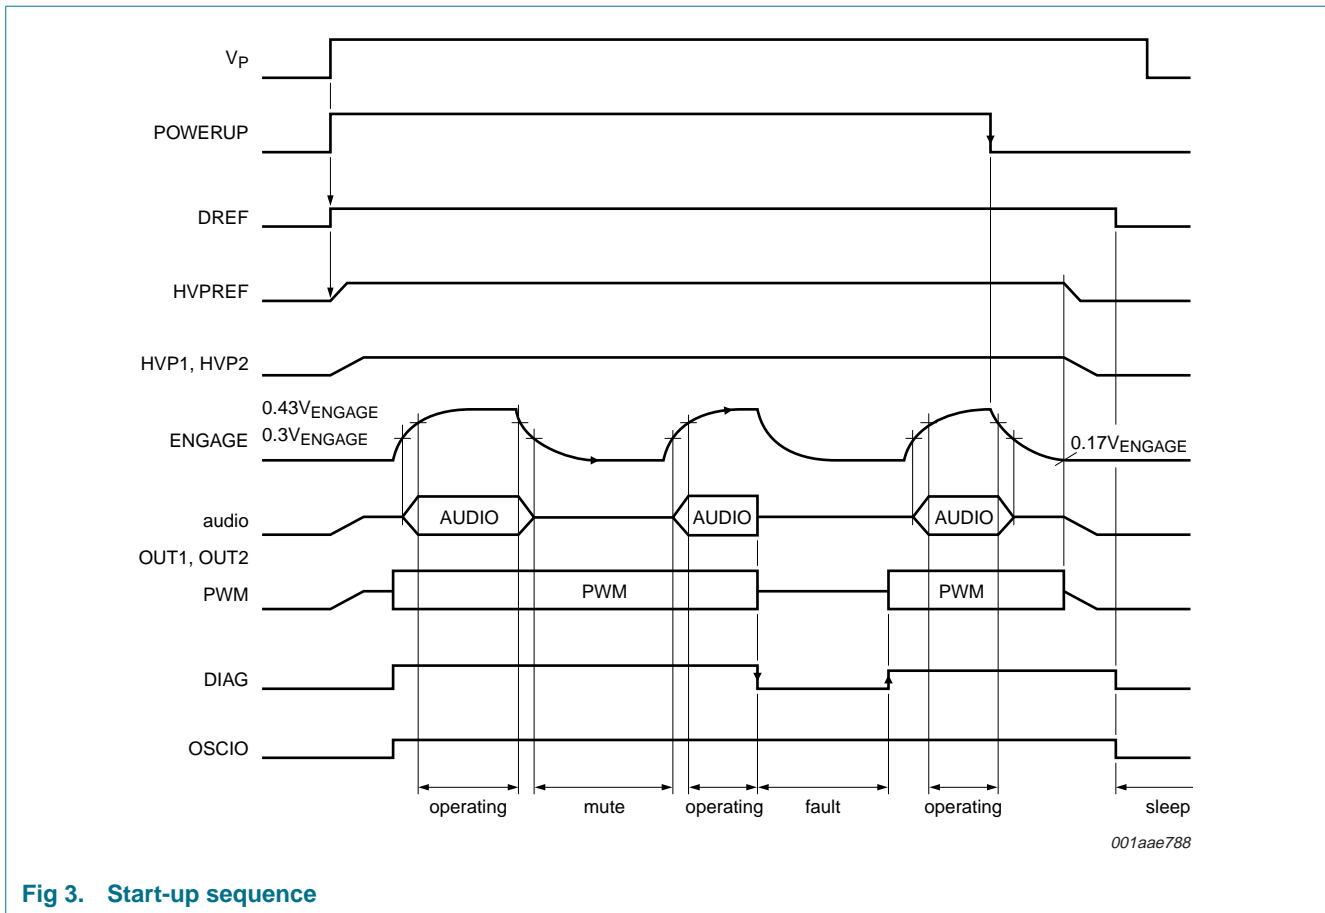 VP
POWERUP
DREF
HVPREF
HVP1, HVP2
0.43VENGAGE
0.3VENGAGE
ENGAGE
0.17VENGAGE
audio
AUDIO AUDIO AUDIO
OUT1, OUT2
PWM
PWM PWM
DIAG
OSCIO
operating mute operating fault operating sleep
001aae788
Fig 3. Start-up sequence